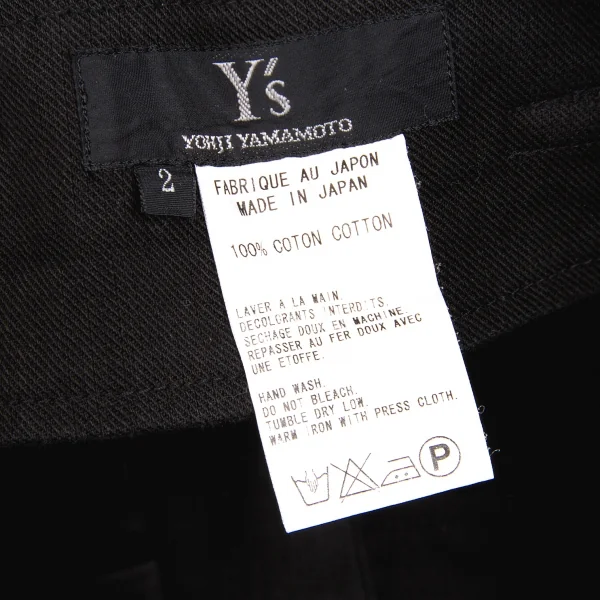 Y's
YOHJI YAMAMOTO
2
FABRIQUE AU JAPON
MADE IN JAPAN
100% COTON COTTON
LAVER A LA MAIN.
DECOLORANTS INTERDITS.
SECHAGE DOUX EN MACHINE.
REPASSER AU FER DOUX AVEC
UNE ETOFFE.
HAND WASH.
DO NOT BLEACH.
TUMBLE DRY LOW.
WARM IRON WITH PRESS CLOTH.
P